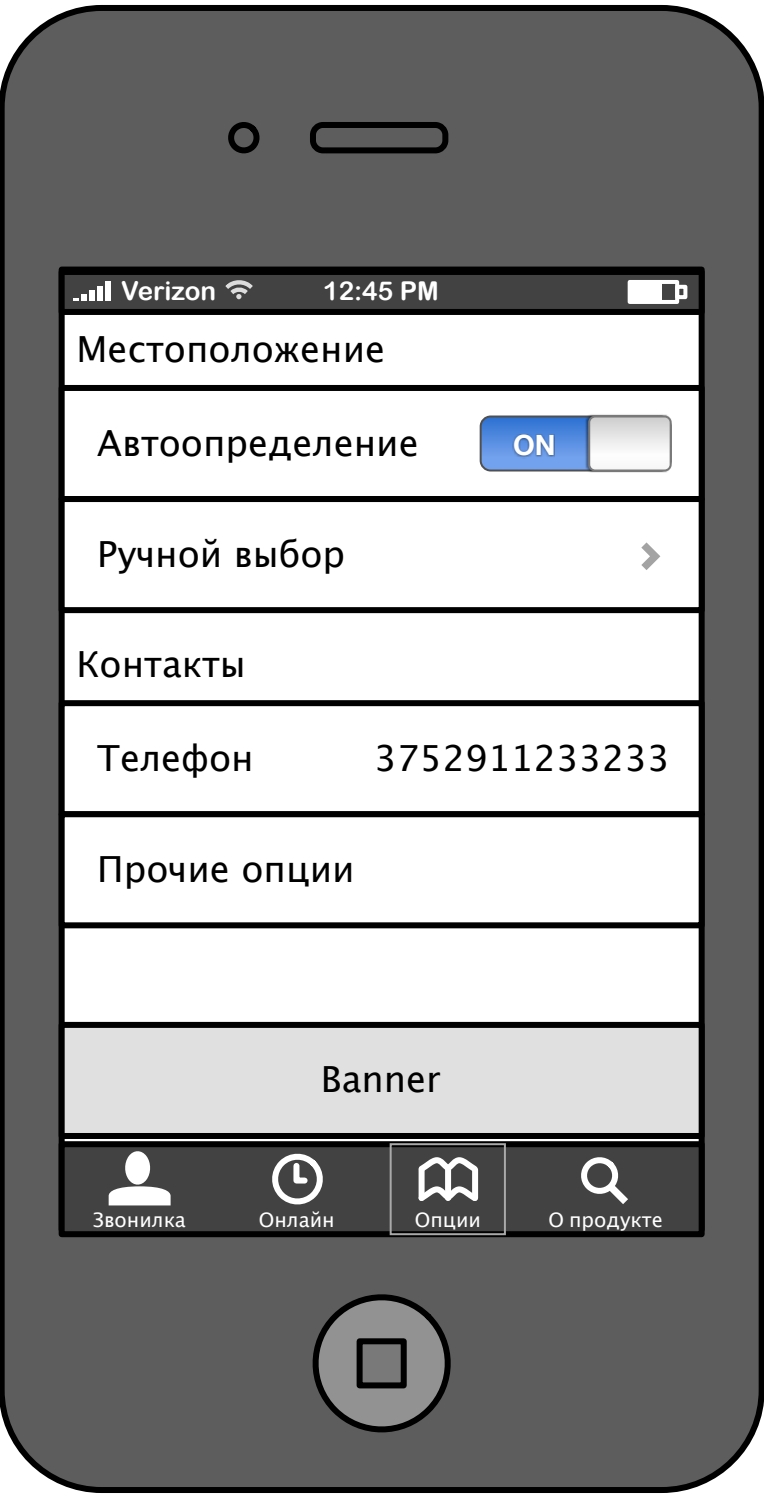 Verizon 12:45 PM
Местоположение
Автоопределение ON
Ручной выбор
Контакты
Телефон 3752911233233
Прочие опции
Banner
Звонилка Онлайн Опции О продукте